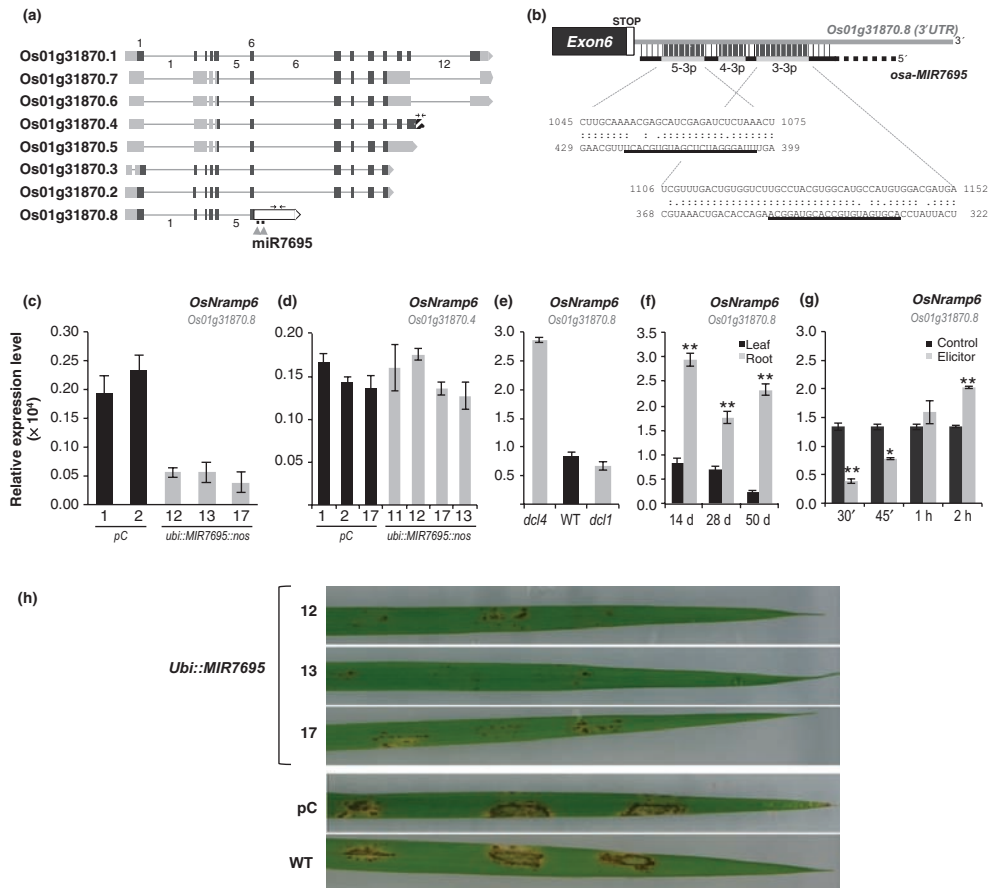 (a)
1 6
Os01g31870.1
1 5 6 12
Os01g31870.7
Os01g31870.6
Os01g31870.4
Os01g31870.5
Os01g31870.3
Os01g31870.2
Os01g31870.8
1 5
miR7695
(b)
STOP
Os01g31870.8 (3′UTR)
Exon6
3′
5′
5-3p 4-3p 3-3p
osa-MIR7695
1045 CUUGCAAAACGAGCAUCGAGAUCUCUAAACU 1075
429 GAACGUUUCACGUGUAGCUCUAGGGAUUUGA 399
1106 UCGUUUGACUGUGGUCUUGCCUACGUGGCAUGCCAUGUGGACGAUGA 1152
368 CGUAAACUGACACCAGAACGGAUGCACCGUGUAGUGCACCUAUUACU 322
(c)
OsNramp6
Os01g31870.8
Relative expression level
(× 10⁴)
0.30
0.25
0.20
0.15
0.10
0.05
0.00
1 2 12 13 17
pC ubi::MIR7695::nos
(d)
OsNramp6
Os01g31870.4
0.20
0.15
0.10
0.05
1 2 17 11 12 17 13
pC ubi::MIR7695::nos
(e)
OsNramp6
Os01g31870.8
3.0
2.5
2.0
1.5
1.0
0.5
dcl4 WT dcl1
(f)
OsNramp6
Os01g31870.8
3.5
3.0
2.5
2.0
1.5
1.0
0.5
0.0
Leaf
Root
** ** **
14 d 28 d 50 d
(g)
OsNramp6
Os01g31870.8
3.0
2.5
2.0
1.5
1.0
0.5
0.0
Control
Elicitor
** * **
30′ 45′ 1 h 2 h
(h)
Ubi::MIR7695
12
13
17
pC
WT